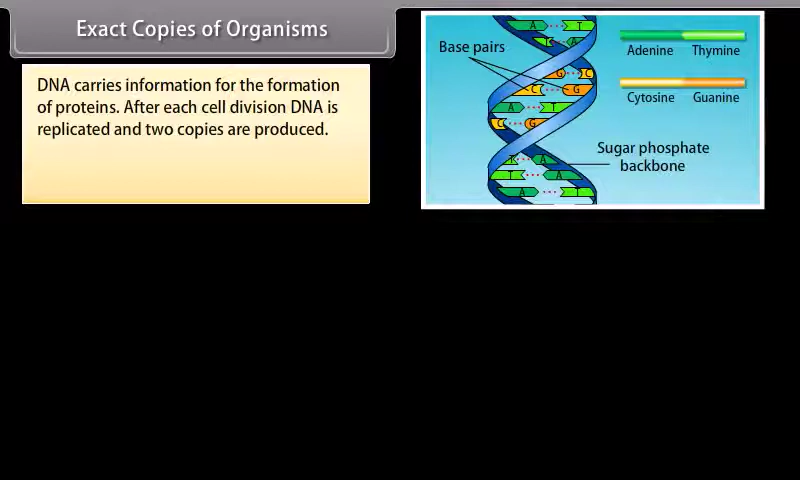 Exact Copies of Organisms
DNA carries information for the formation
of proteins. After each cell division DNA is
replicated and two copies are produced.
Base pairs
Adenine Thymine
Cytosine Guanine
Sugar phosphate
backbone
A T
A
G C
C G
A T
C G
A
T A
A T